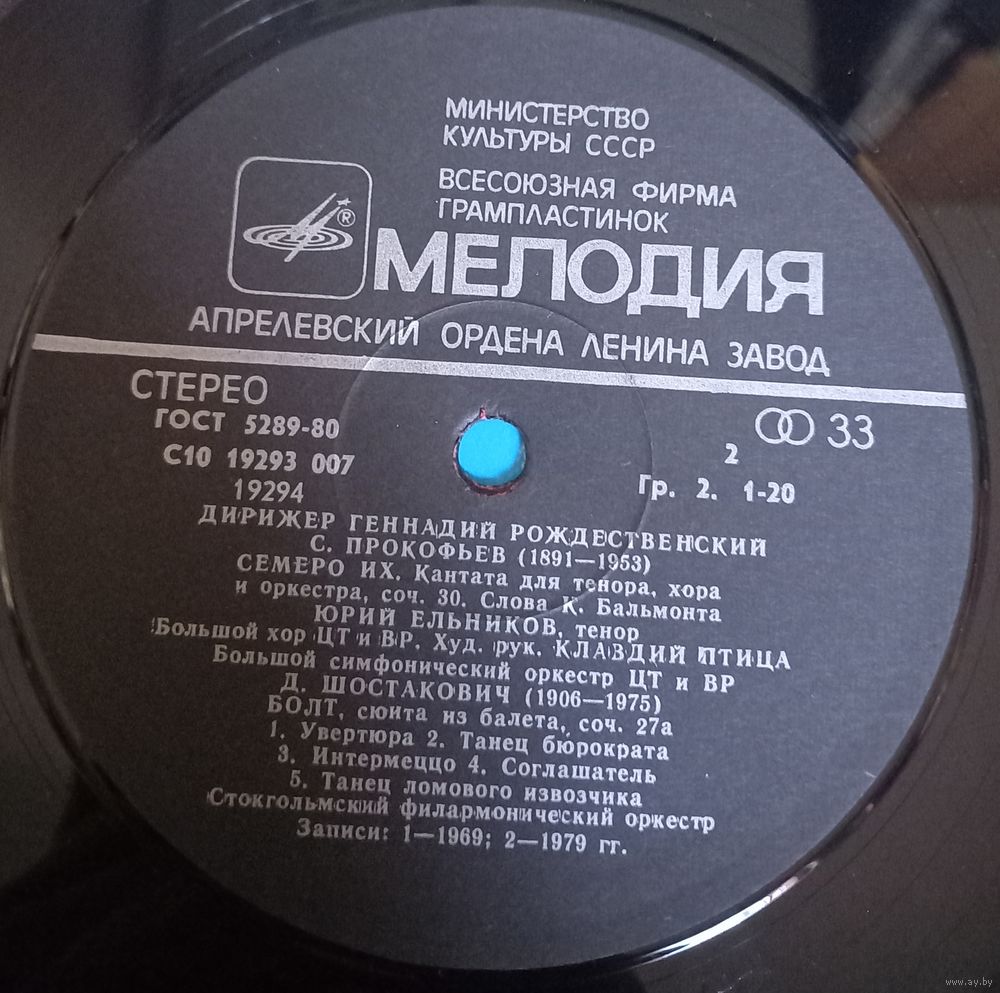 МИНИСТЕРСТВО
КУЛЬТУРЫ СССР
ВСЕСОЮЗНАЯ ФИРМА
ГРАМПЛАСТИНОК
®
МЕЛОДИЯ
АПРЕЛЕВСКИЙ ОРДЕНА ЛЕНИНА ЗАВОД
СТЕРЕО
ГОСТ 5289-80
33
С10 19293 007
2
19294
Гр. 2. 1-20
ДИРИЖЕР ГЕННАДИЙ РОЖДЕСТВЕНСКИЙ
С. ПРОКОФЬЕВ (1891—1953)
СЕМЕРО ИХ. Кантата для тенора, хора
и оркестра, соч. 30. Слова К. Бальмонта
ЮРИЙ ЕЛЬНИКОВ, тенор
Большой хор ЦТ и ВР. Худ. рук. КЛАВДИЙ ПТИЦА
Большой симфонический оркестр ЦТ и ВР
Д. ШОСТАКОВИЧ (1906—1975)
БОЛТ, сюита из балета, соч. 27а
1. Увертюра 2. Танец бюрократа
3. Интермеццо 4. Соглашатель
5. Танец ломового извозчика
Стокгольмский филармонический оркестр
Записи: 1—1969; 2—1979 гг.
www.ay.by